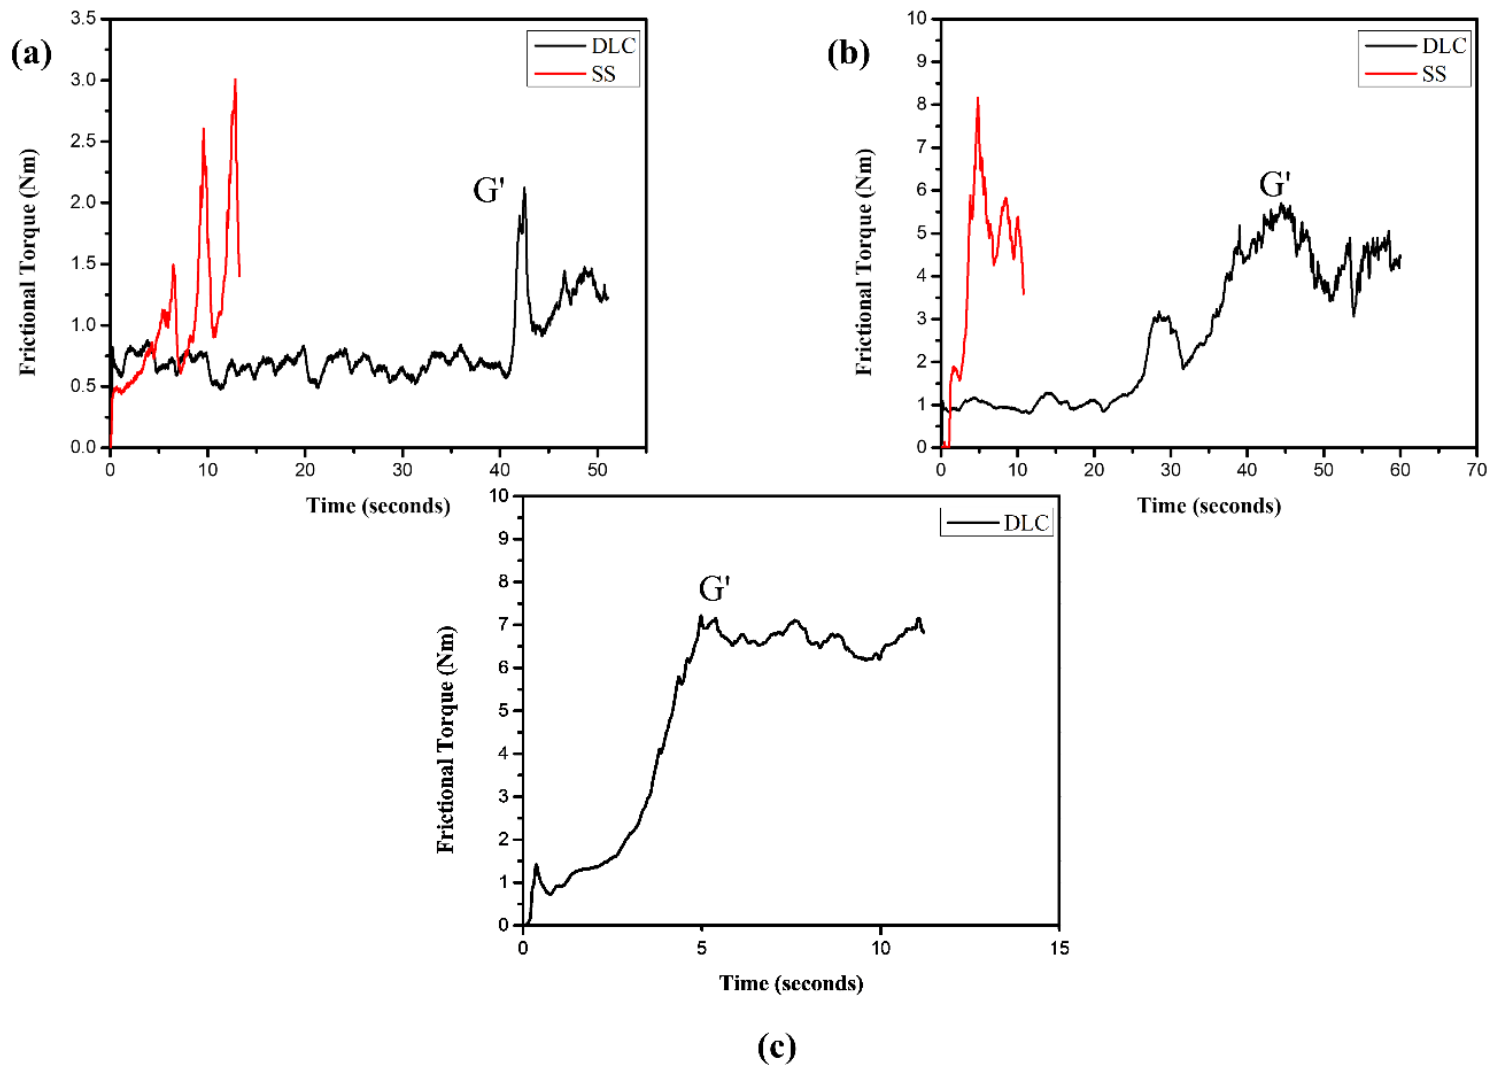 (a)
3.5
3.0
2.5
2.0
1.5
1.0
0.5
0.0
Frictional Torque (Nm)
DLC
SS
G'
0 10 20 30 40 50
Time (seconds)
(b)
10
9
8
7
6
5
4
3
2
1
0
Frictional Torque (Nm)
DLC
SS
G'
0 10 20 30 40 50 60 70
Time (seconds)
10
9
8
7
6
5
4
3
2
1
0
Frictional Torque (Nm)
DLC
G'
0 5 10 15
Time (seconds)
(c)